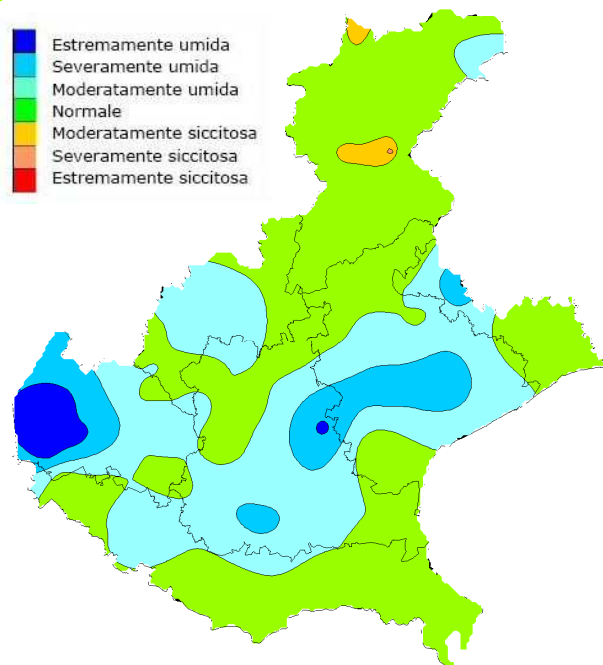 Estremamente umida
Severamente umida
Moderatamente umida
Normale
Moderatamente siccitosa
Severamente siccitosa
Estremamente siccitosa